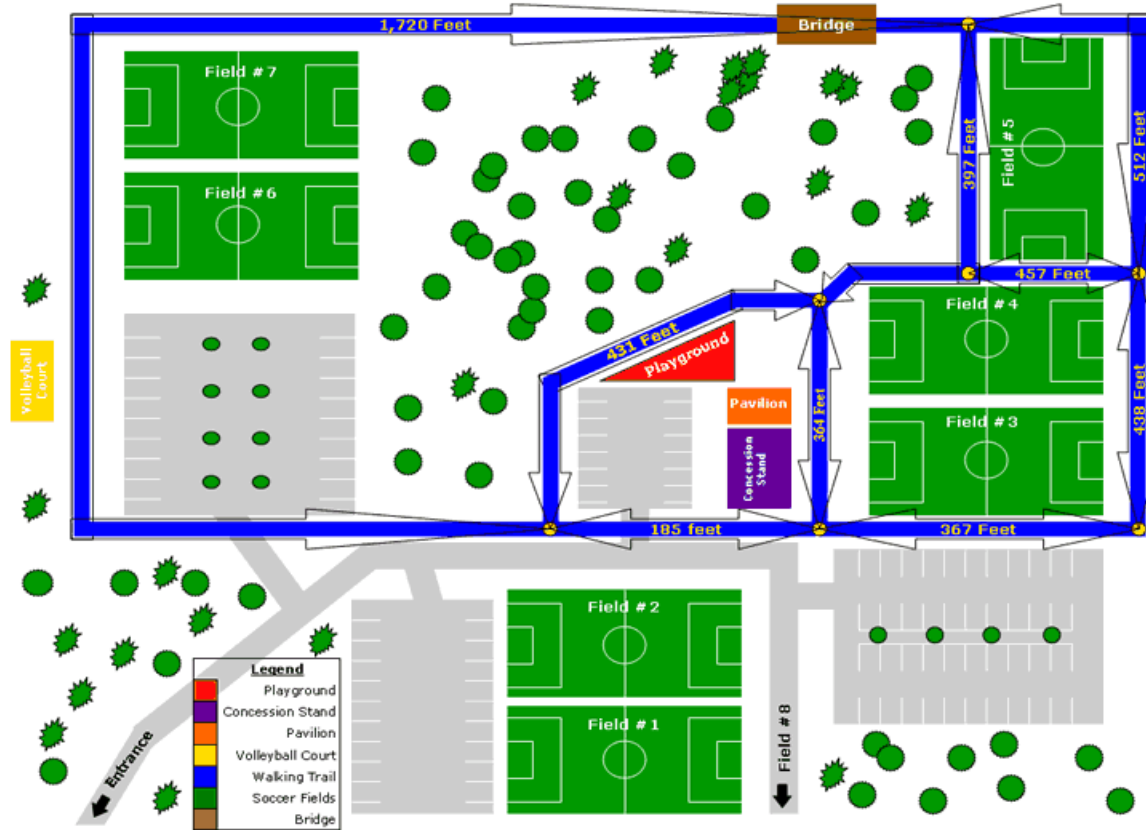 1,720 Feet
Bridge
Field # 7
Field # 5
397 Feet
512 Feet
Field #6
457 Feet
Field # 4
431 Feet
Playground
Volleyball
Court
Pavilion
364 Feet
Field #3
438 Feet
Concession
Stand
185 feet
367 Feet
Field # 2
Field # 1
Field # 8
Entrance
Legend
Playground
Concession Stand
Pavilion
Volleyball Court
Walking Trail
Soccer Fields
Bridge